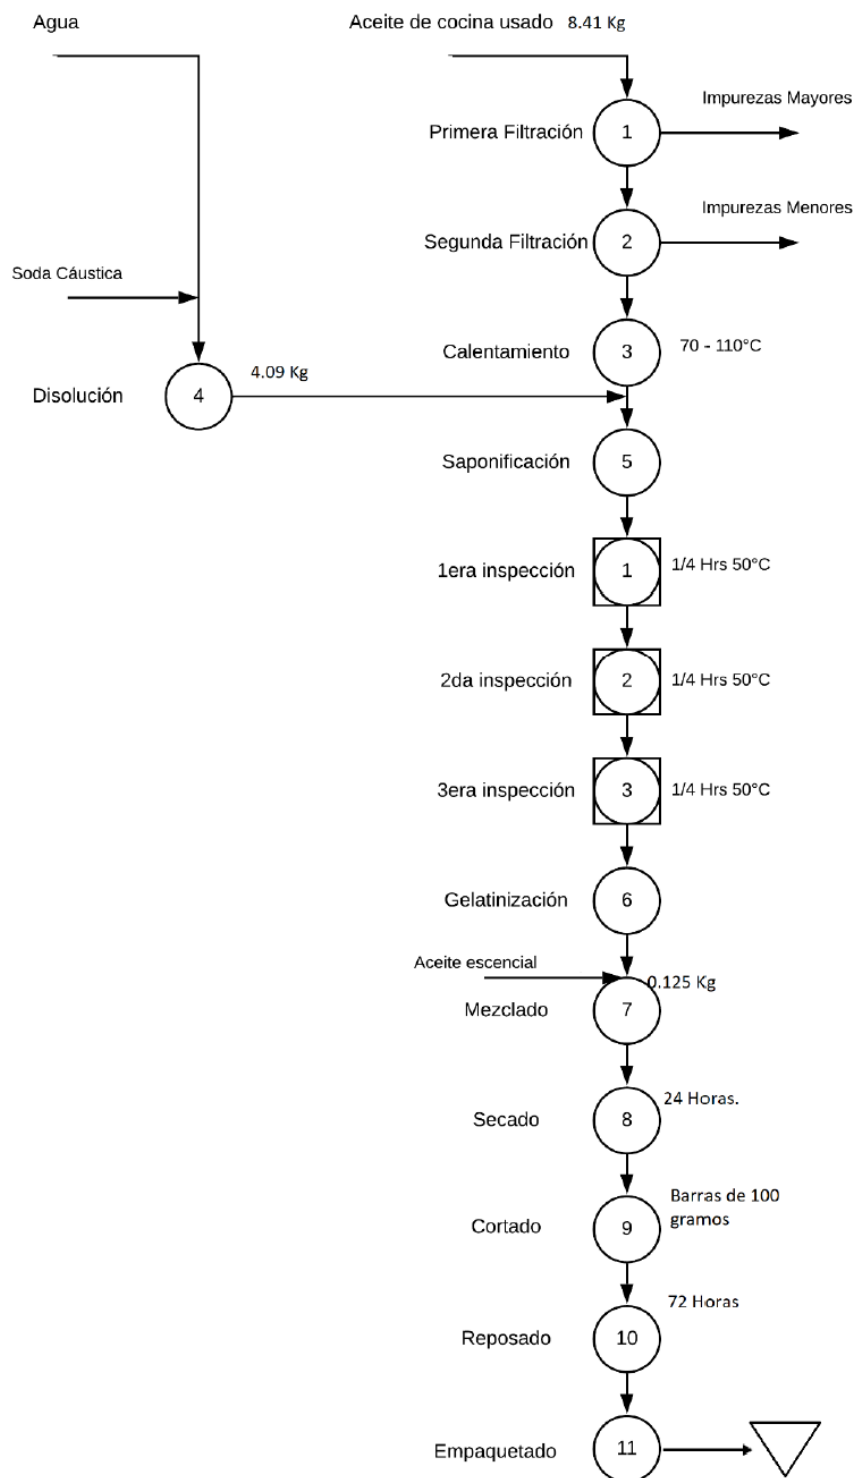 Agua
Aceite de cocina usado 8.41 Kg
Impurezas Mayores
Primera Filtración 1
Impurezas Menores
Segunda Filtración 2
Soda Cáustica
Calentamiento 3 70 - 110°C
4.09 Kg
Disolución 4
Saponificación 5
1era inspección 1 1/4 Hrs 50°C
2da inspección 2 1/4 Hrs 50°C
3era inspección 3 1/4 Hrs 50°C
Gelatinización 6
Aceite escencial
0.125 Kg
Mezclado 7
24 Horas.
Secado 8
Barras de 100
gramos
Cortado 9
72 Horas
Reposado 10
Empaquetado 11